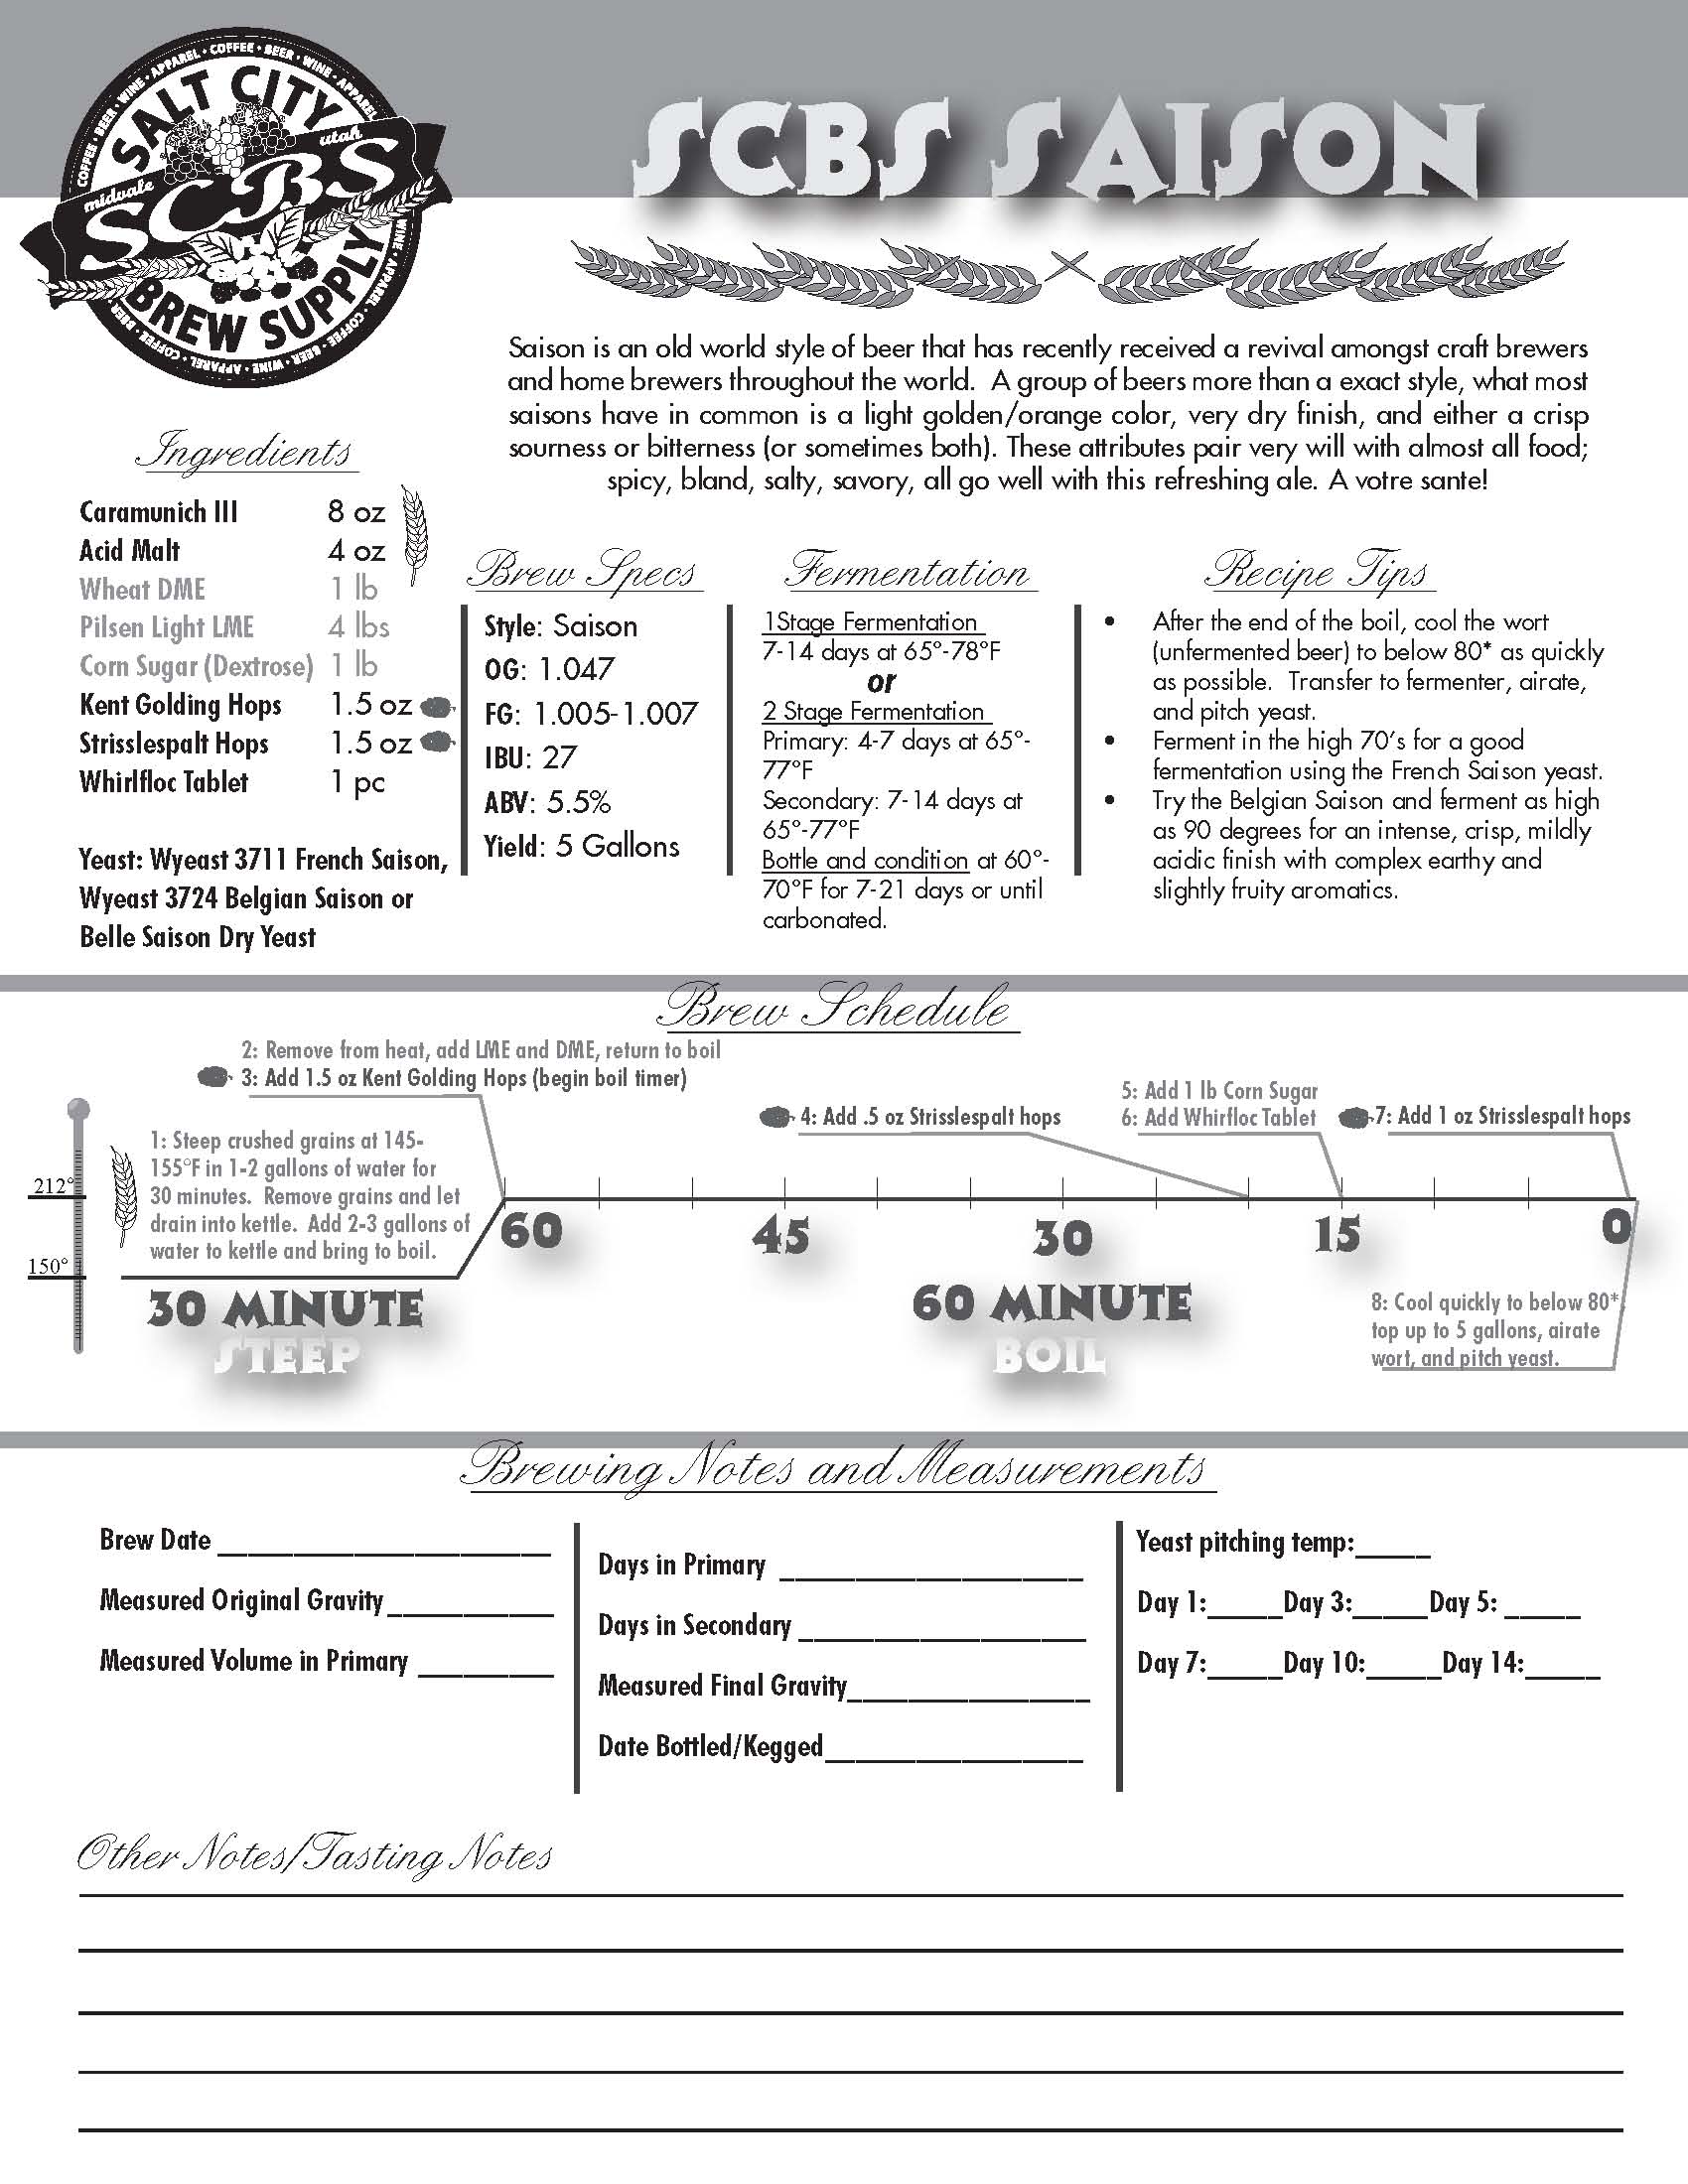 COFFEE • BEER • WINE • APPAREL • COFFEE • BEER • WINE • APPAREL
SALT CITY
midvale SCBS utah
BREW SUPPLY
WINE • APPAREL • COFFEE • BEER • WINE • APPAREL • COFFEE • BEER
SCBS SAISON
Saison is an old world style of beer that has recently received a revival amongst craft brewers
and home brewers throughout the world.  A group of beers more than a exact style, what most
saisons have in common is a light golden/orange color, very dry finish, and either a crisp
sourness or bitterness (or sometimes both). These attributes pair very will with almost all food;
spicy, bland, salty, savory, all go well with this refreshing ale. A votre sante!
Ingredients
Caramunich III 8 oz
Acid Malt 4 oz
Wheat DME 1 lb
Pilsen Light LME 4 lbs
Corn Sugar (Dextrose) 1 lb
Kent Golding Hops 1.5 oz
Strisslespalt Hops 1.5 oz
Whirlfloc Tablet 1 pc
Yeast: Wyeast 3711 French Saison,
Wyeast 3724 Belgian Saison or
Belle Saison Dry Yeast
Brew Specs
Style: Saison
OG: 1.047
FG: 1.005-1.007
IBU: 27
ABV: 5.5%
Yield: 5 Gallons
Fermentation
1Stage Fermentation
7-14 days at 65°-78°F
or
2 Stage Fermentation
Primary: 4-7 days at 65°-
77°F
Secondary: 7-14 days at
65°-77°F
Bottle and condition at 60°-
70°F for 7-21 days or until
carbonated.
Recipe Tips
• After the end of the boil, cool the wort
(unfermented beer) to below 80* as quickly
as possible.  Transfer to fermenter, airate,
and pitch yeast.
• Ferment in the high 70's for a good
fermentation using the French Saison yeast.
• Try the Belgian Saison and ferment as high
as 90 degrees for an intense, crisp, mildly
acidic finish with complex earthy and
slightly fruity aromatics.
Brew Schedule
2: Remove from heat, add LME and DME, return to boil
3: Add 1.5 oz Kent Golding Hops (begin boil timer)
4: Add .5 oz Strisslespalt hops
5: Add 1 lb Corn Sugar
6: Add Whirfloc Tablet
7: Add 1 oz Strisslespalt hops
1: Steep crushed grains at 145-
155°F in 1-2 gallons of water for
30 minutes.  Remove grains and let
drain into kettle.  Add 2-3 gallons of
water to kettle and bring to boil.
212°
150°
60 45 30 15 0
30 MINUTE
STEEP
60 MINUTE
BOIL
8: Cool quickly to below 80*
top up to 5 gallons, airate
wort, and pitch yeast.
Brewing Notes and Measurements
Brew Date ______________________
Measured Original Gravity___________
Measured Volume in Primary _________
Days in Primary ____________________
Days in Secondary ___________________
Measured Final Gravity________________
Date Bottled/Kegged_________________
Yeast pitching temp:_____
Day 1:_____Day 3:_____Day 5: _____
Day 7:_____Day 10:_____Day 14:_____
Other Notes/Tasting Notes